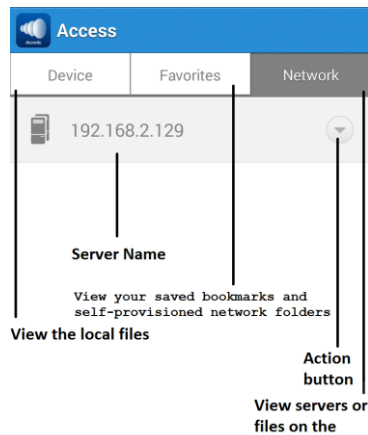 Access
Device Favorites Network
192.168.2.129
Server Name
View your saved bookmarks and
self-provisioned network folders
View the local files
Action
button
View servers or
files on the